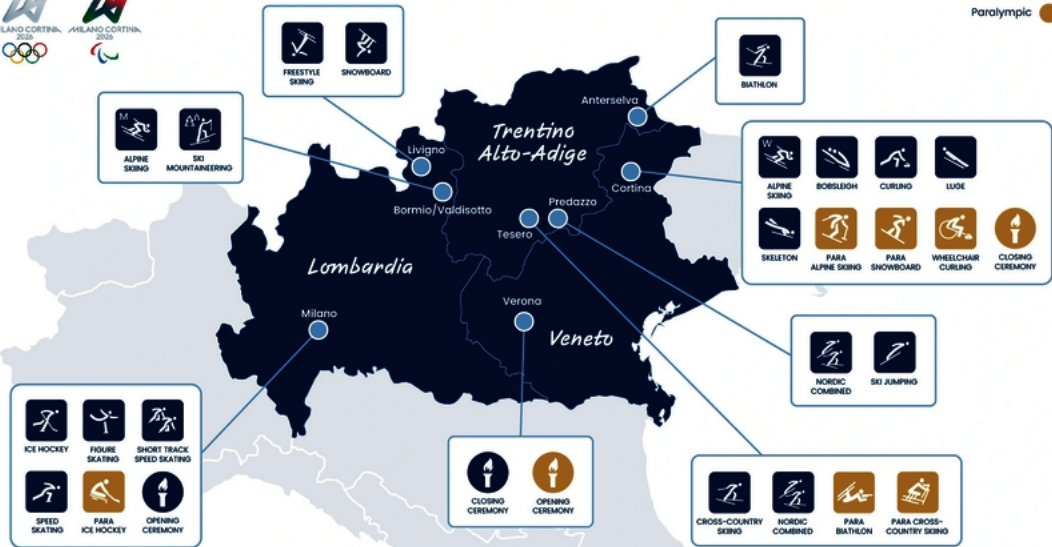 MILANO CORTINA
2026
MILANO CORTINA
2026
Paralympic
FREESTYLE
SKIING
SNOWBOARD
BIATHLON
M
ALPINE
SKIING
SKI
MOUNTAINEERING
Anterselva
Trentino
Alto-Adige
Livigno
Bormio/Valdisotto
Cortina
Predazzo
Tesero
W
ALPINE
SKIING
BOBSLEIGH
CURLING
LUGE
SKELETON
PARA
ALPINE SKIING
PARA
SNOWBOARD
WHEELCHAIR
CURLING
CLOSING
CEREMONY
Lombardia
Milano
Verona
Veneto
NORDIC
COMBINED
SKI JUMPING
ICE HOCKEY
FIGURE
SKATING
SHORT TRACK
SPEED SKATING
SPEED
SKATING
PARA
ICE HOCKEY
OPENING
CEREMONY
CLOSING
CEREMONY
OPENING
CEREMONY
CROSS-COUNTRY
SKIING
NORDIC
COMBINED
PARA
BIATHLON
PARA CROSS-
COUNTRY SKIING